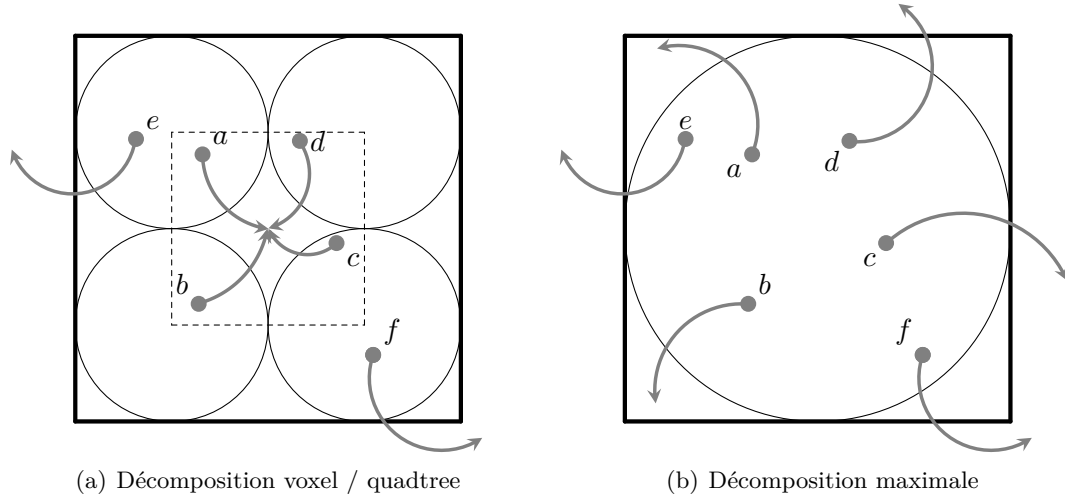 e
a
d
c
b
f
(a) Décomposition voxel / quadtree
e
a
d
c
b
f
(b) Décomposition maximale